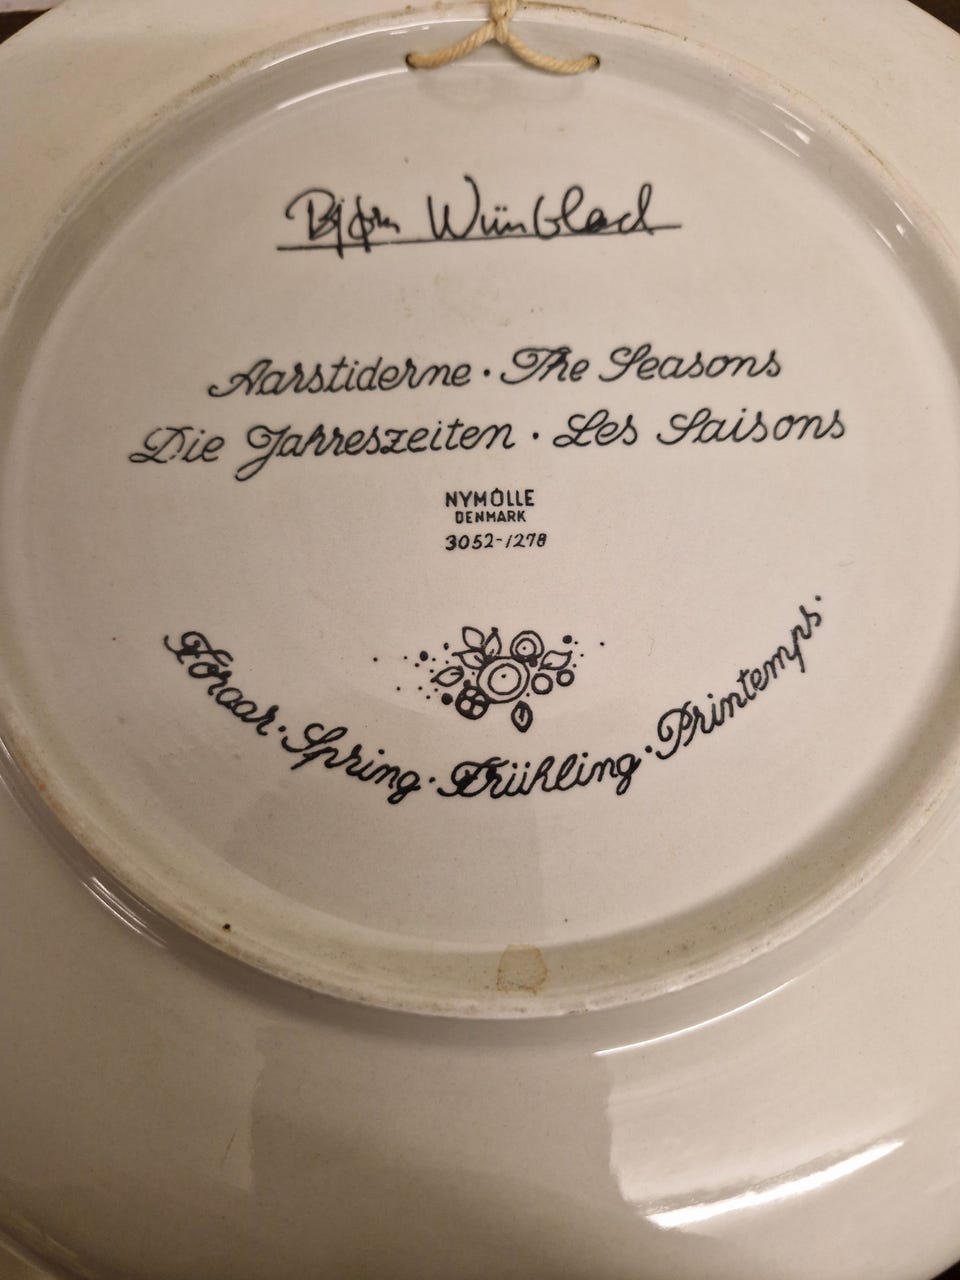 Bjørn Wiinblad
Aarstiderne · The Seasons
Die Jahreszeiten · Les Saisons
NYMÖLLE
DENMARK
3052-1278
Foraar · Spring · Frühling · Printemps ·